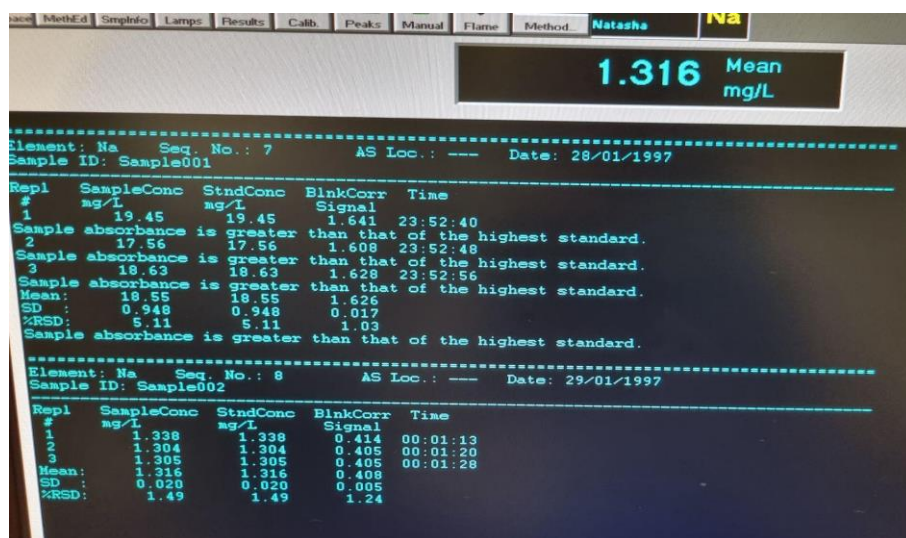 MethEd SmpInfo Lamps Results Calib. Peaks Manual Flame Method... Natasha Na
1.316 Mean
mg/L
Element: Na Seq. No.: 7 AS Loc.: --- Date: 28/01/1997
Sample ID: Sample001
Repl SampleConc StndConc BlnkCorr Time
# mg/L mg/L Signal
1 19.45 19.45 1.641 23:52:40
Sample absorbance is greater than that of the highest standard.
2 17.56 17.56 1.608 23:52:48
Sample absorbance is greater than that of the highest standard.
3 18.63 18.63 1.628 23:52:56
Sample absorbance is greater than that of the highest standard.
Mean: 18.55 18.55 1.626
SD : 0.948 0.948 0.017
%RSD: 5.11 5.11 1.03
Sample absorbance is greater than that of the highest standard.
Element: Na Seq. No.: 8 AS Loc.: --- Date: 29/01/1997
Sample ID: Sample002
Repl SampleConc StndConc BlnkCorr Time
# mg/L mg/L Signal
1 1.338 1.338 0.414 00:01:13
2 1.304 1.304 0.405 00:01:20
3 1.305 1.305 0.405 00:01:28
Mean: 1.316 1.316 0.408
SD : 0.020 0.020 0.005
%RSD: 1.49 1.49 1.24